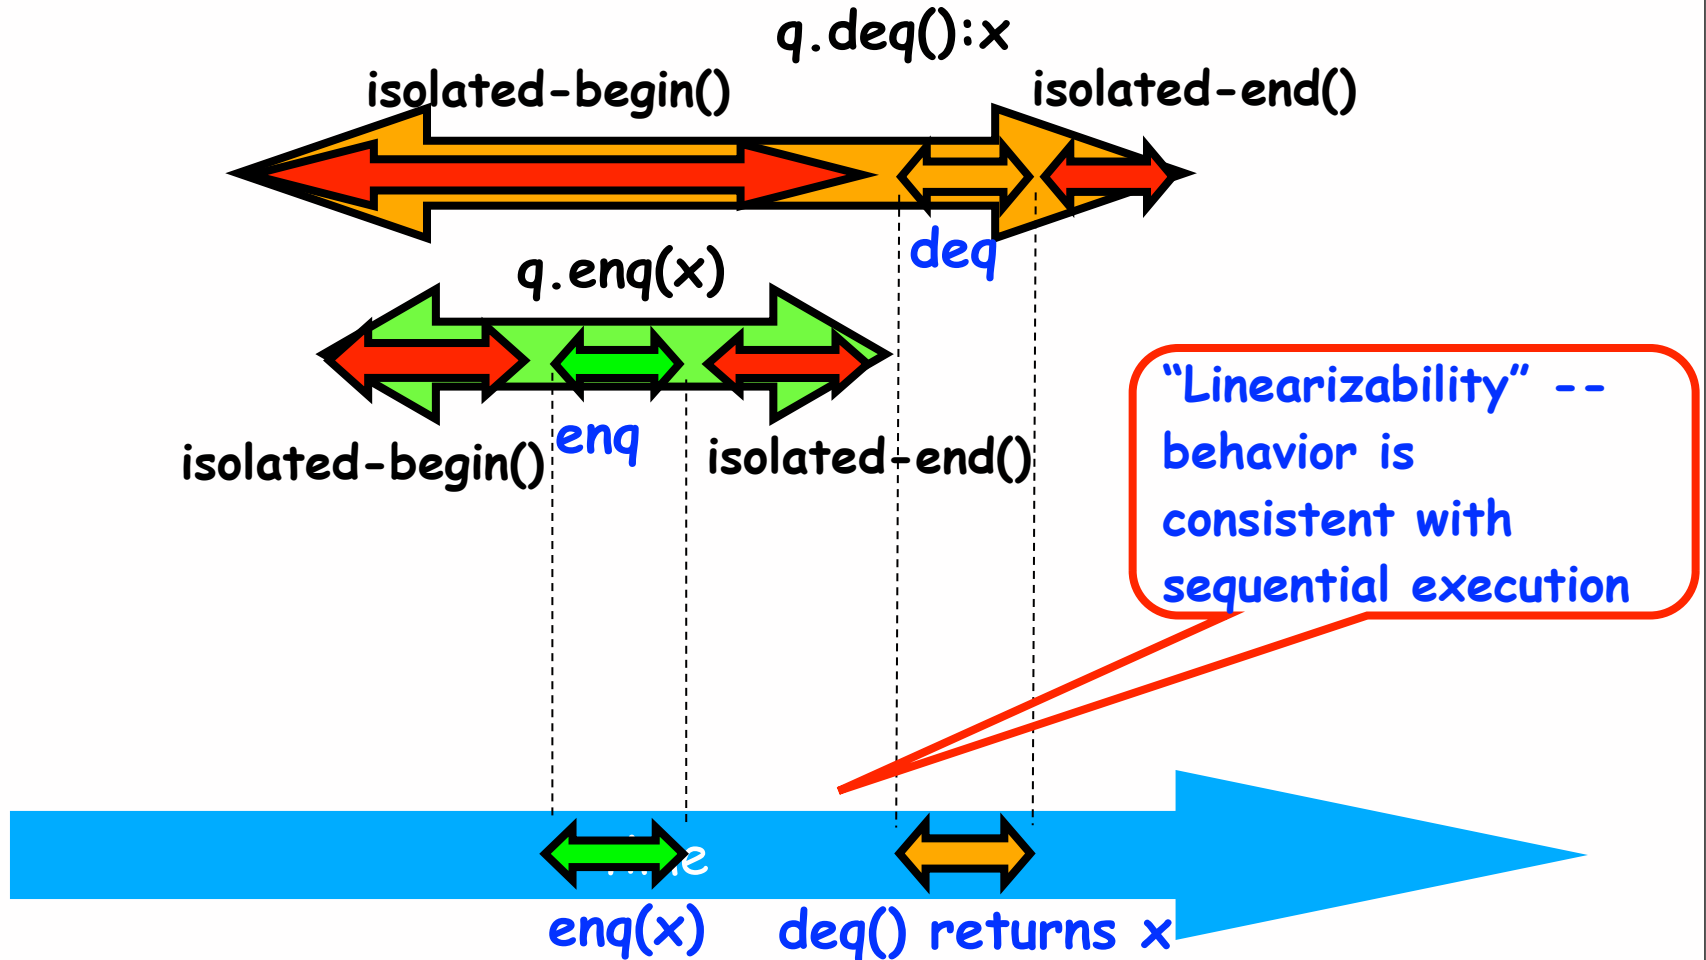 q.deq():x
isolated-begin()
isolated-end()
deq
q.enq(x)
enq
isolated-begin()
isolated-end()
“Linearizability” --
behavior is
consistent with
sequential execution
enq(x)
deq() returns x